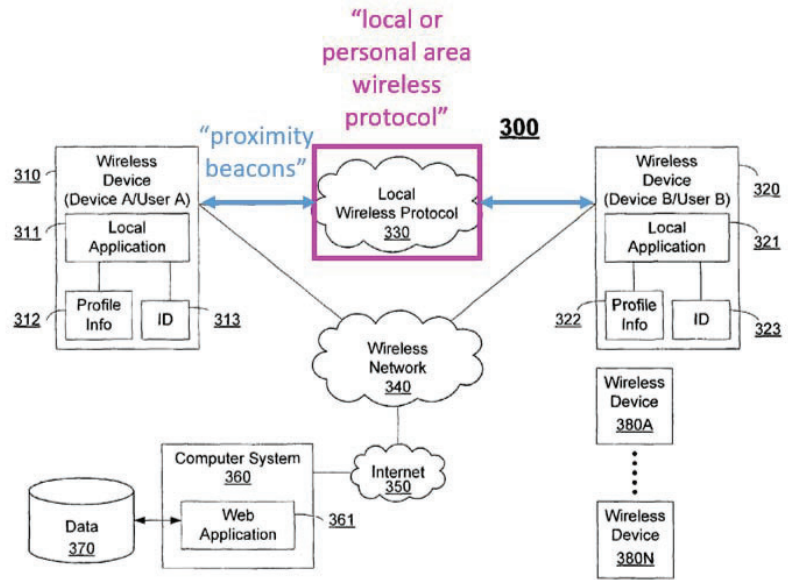 “local or
personal area
wireless
protocol”
“proximity
beacons”
300
310
Wireless
Device
(Device A/User A)
311
Local
Application
312
Profile
Info
ID
313
Local
Wireless Protocol
330
Wireless
Device
(Device B/User B)
320
Local
Application
321
322
Profile
Info
ID
323
Wireless
Network
340
Internet
350
Computer System
360
Web
Application
361
Data
370
Wireless
Device
380A
Wireless
Device
380N